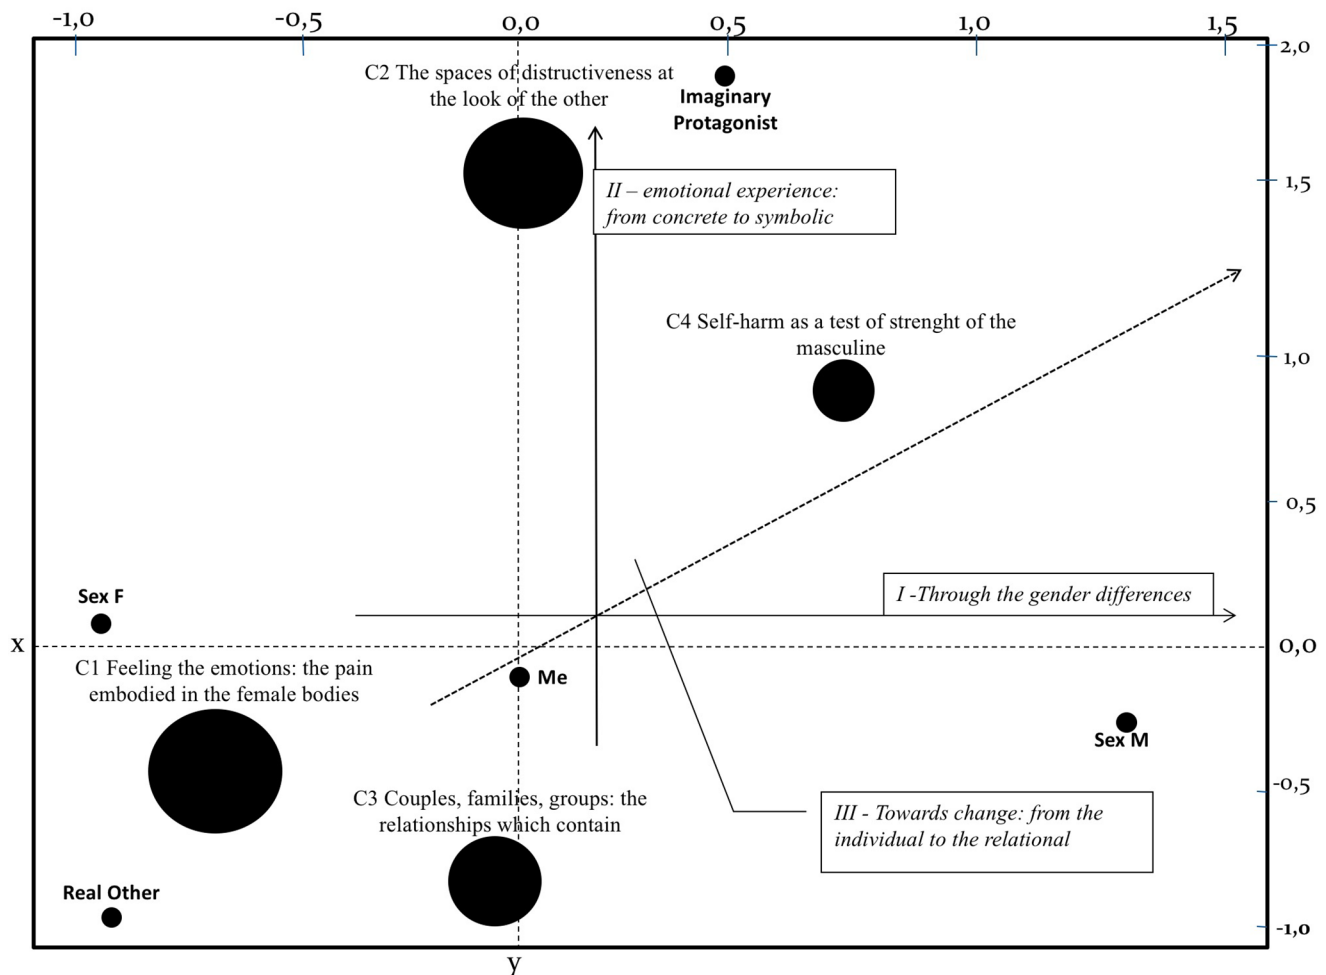 -1,0 -0,5 0,0 0,5 1,0 1,5
2,0
C2 The spaces of distructiveness at
the look of the other
Imaginary
Protagonist
II – emotional experience:
from concrete to symbolic
1,5
C4 Self-harm as a test of strenght of the
masculine
1,0
0,5
Sex F
I -Through the gender differences
x
0,0
C1 Feeling the emotions: the pain
embodied in the female bodies
Me
Sex M
-0,5
C3 Couples, families, groups: the
relationships which contain
III - Towards change: from the
individual to the relational
Real Other
-1,0
y